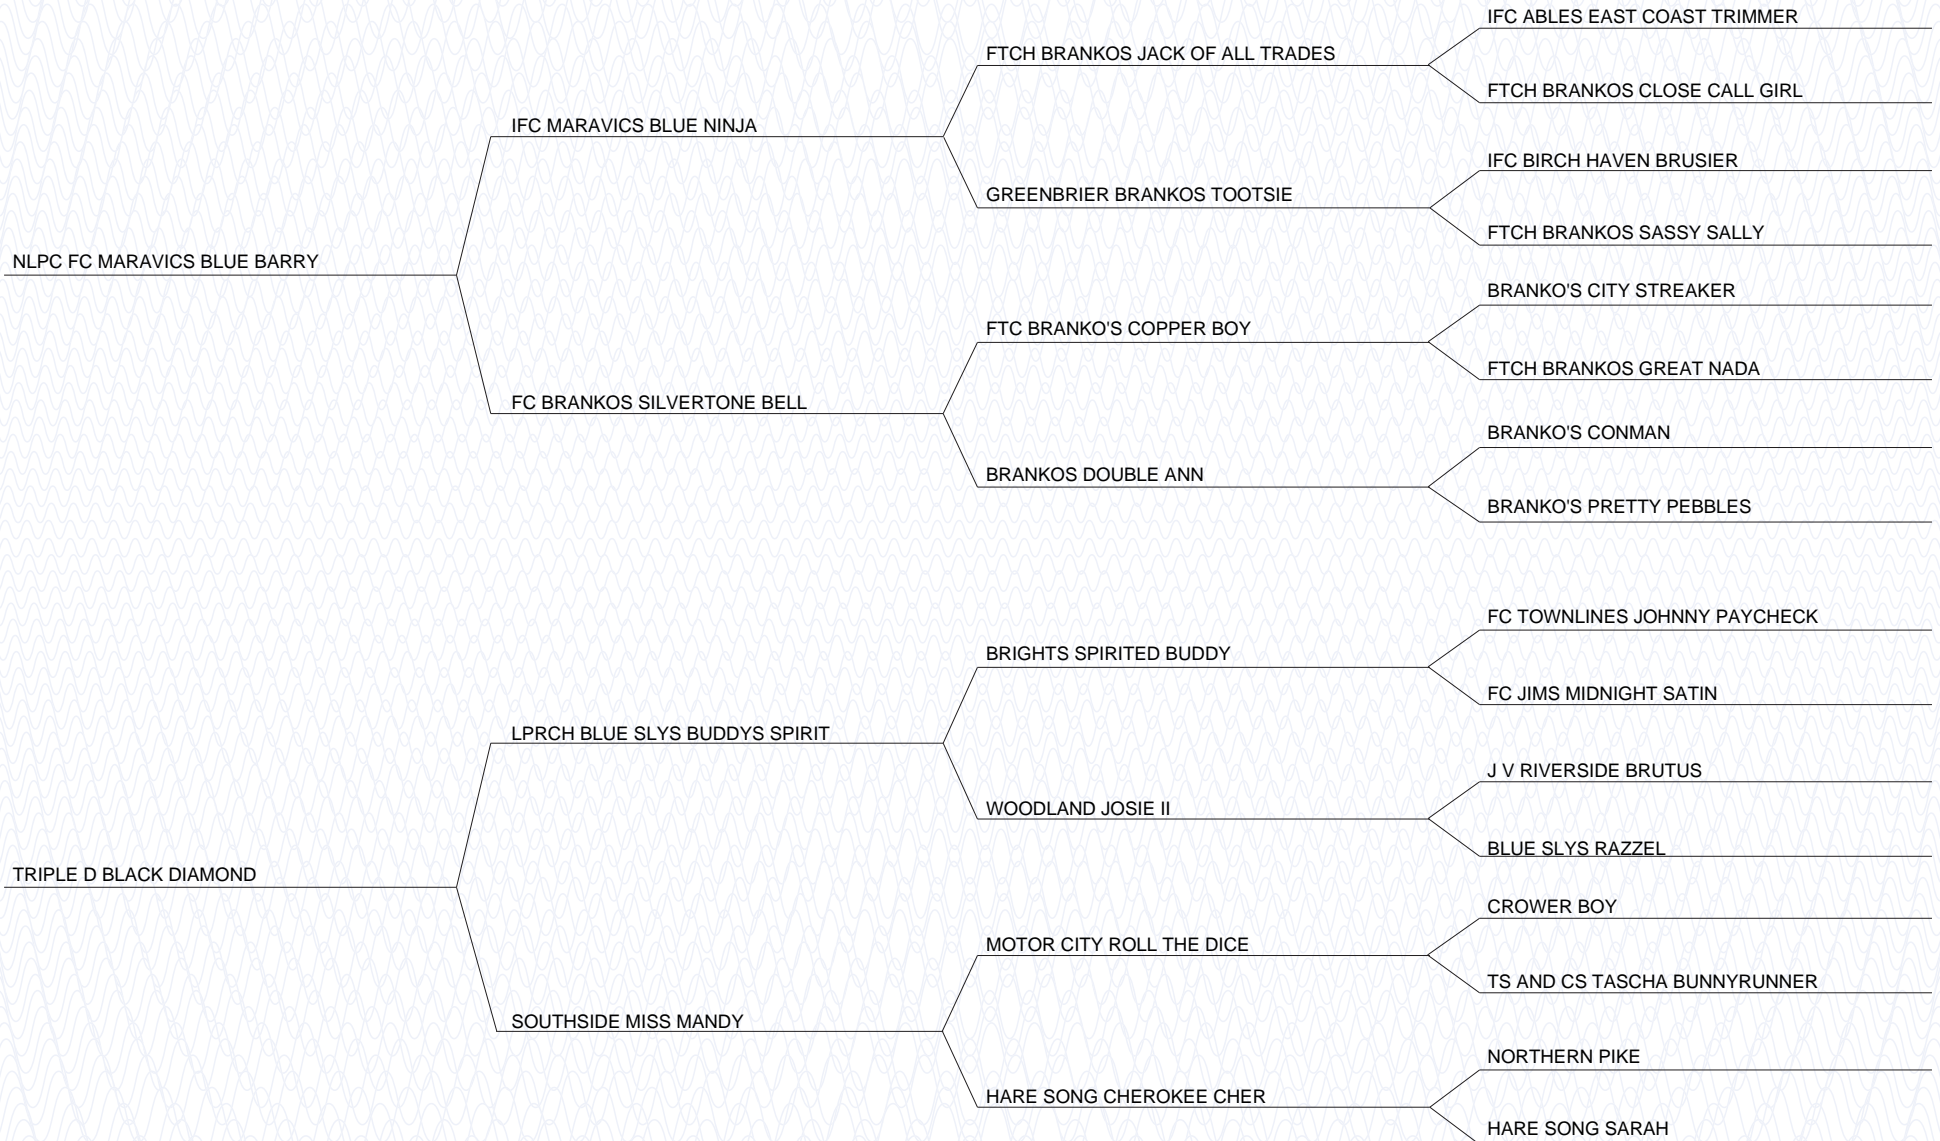 IFC ABLES EAST COAST TRIMMER
FTCH BRANKOS JACK OF ALL TRADES
FTCH BRANKOS CLOSE CALL GIRL
IFC MARAVICS BLUE NINJA
IFC BIRCH HAVEN BRUSIER
GREENBRIER BRANKOS TOOTSIE
FTCH BRANKOS SASSY SALLY
NLPC FC MARAVICS BLUE BARRY
BRANKO'S CITY STREAKER
FTC BRANKO'S COPPER BOY
FTCH BRANKOS GREAT NADA
FC BRANKOS SILVERTONE BELL
BRANKO'S CONMAN
BRANKOS DOUBLE ANN
BRANKO'S PRETTY PEBBLES
FC TOWNLINES JOHNNY PAYCHECK
BRIGHTS SPIRITED BUDDY
FC JIMS MIDNIGHT SATIN
LPRCH BLUE SLYS BUDDYS SPIRIT
J V RIVERSIDE BRUTUS
WOODLAND JOSIE II
BLUE SLYS RAZZEL
TRIPLE D BLACK DIAMOND
CROWER BOY
MOTOR CITY ROLL THE DICE
TS AND CS TASCHA BUNNYRUNNER
SOUTHSIDE MISS MANDY
NORTHERN PIKE
HARE SONG CHEROKEE CHER
HARE SONG SARAH